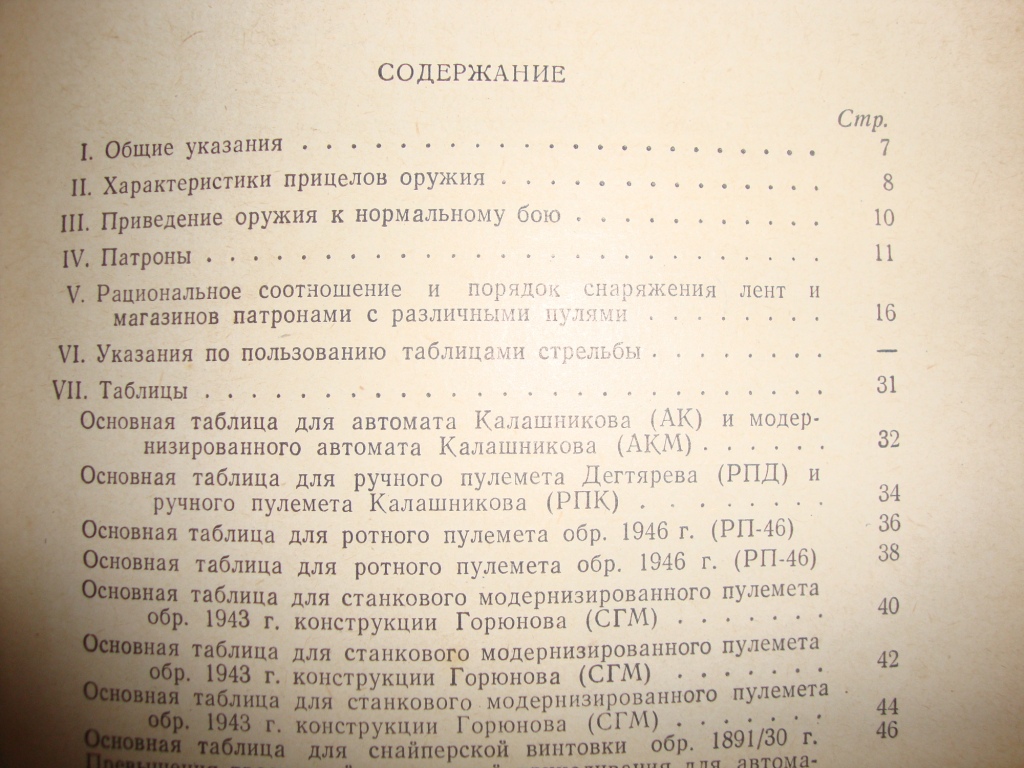 СОДЕРЖАНИЕ
Стр.
I. Общие указания . . . . . . . . . . . . . . . . . . . . . . 7
II. Характеристики прицелов оружия . . . . . . . . . . . . . 8
III. Приведение оружия к нормальному бою . . . . . . . . . . 10
IV. Патроны . . . . . . . . . . . . . . . . . . . . . . . . 11
V. Рациональное соотношение и порядок снаряжения лент и
магазинов патронами с различными пулями . . . . . . . . 16
VI. Указания по пользованию таблицами стрельбы . . . . . . . —
VII. Таблицы . . . . . . . . . . . . . . . . . . . . . . . . 31
Основная таблица для автомата Калашникова (АК) и модер-
низированного автомата Калашникова (АКМ) . . . . . . 32
Основная таблица для ручного пулемета Дегтярева (РПД) и
ручного пулемета Калашникова (РПК) . . . . . . . . 34
Основная таблица для ротного пулемета обр. 1946 г. (РП-46) 36
Основная таблица для ротного пулемета обр. 1946 г. (РП-46) 38
Основная таблица для станкового модернизированного пулемета
обр. 1943 г. конструкции Горюнова (СГМ) . . . . . . . 40
Основная таблица для станкового модернизированного пулемета
обр. 1943 г. конструкции Горюнова (СГМ) . . . . . . . 42
Основная таблица для станкового модернизированного пулемета
обр. 1943 г. конструкции Горюнова (СГМ) . . . . . . . 44
Основная таблица для снайперской винтовки обр. 1891/30 г. 46
Превышения для автома-